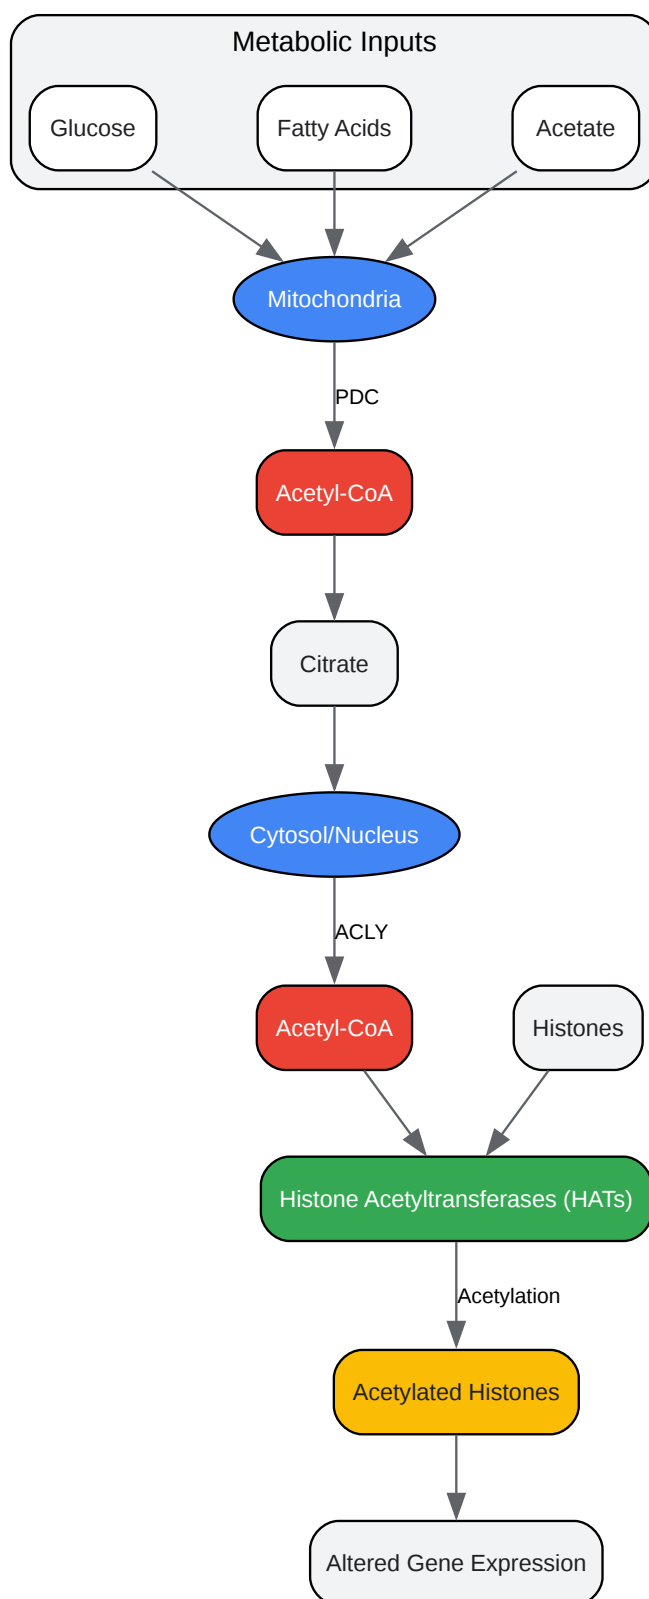 Metabolic Inputs
Glucose
Fatty Acids
Acetate
Mitochondria
PDC
Acetyl-CoA
Citrate
Cytosol/Nucleus
ACLY
Acetyl-CoA
Histones
Histone Acetyltransferases (HATs)
Acetylation
Acetylated Histones
Altered Gene Expression